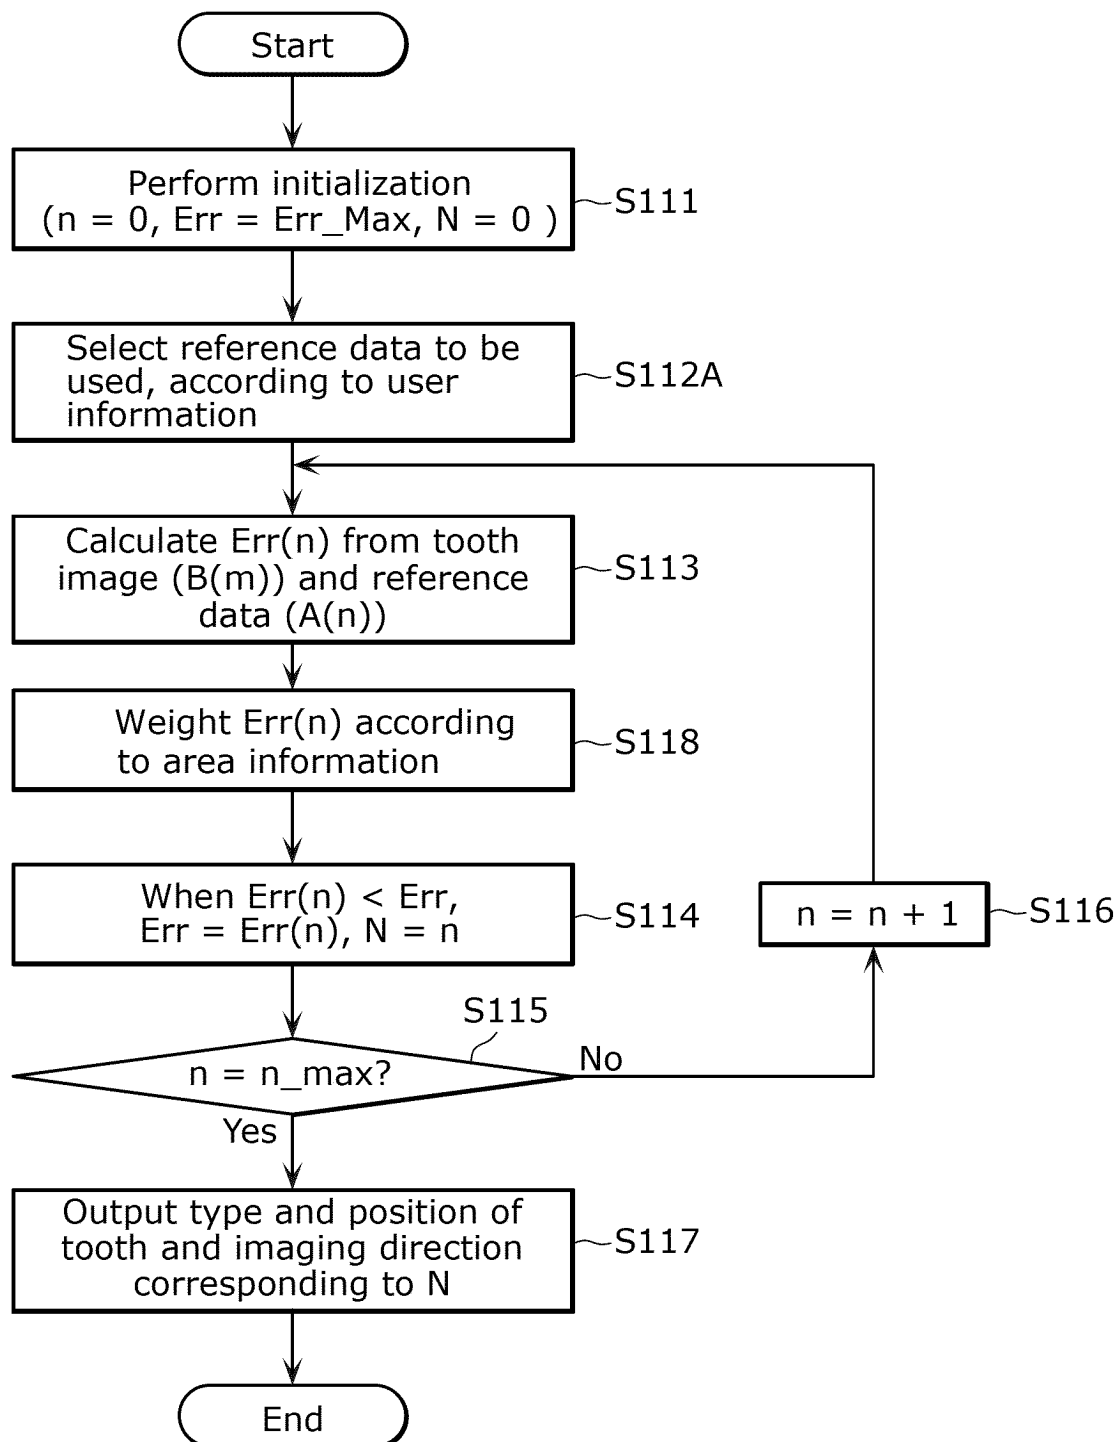 Start
Perform initialization
(n = 0, Err = Err_Max, N = 0 )
S111
Select reference data to be
used, according to user
information
S112A
Calculate Err(n) from tooth
image (B(m)) and reference
data (A(n))
S113
Weight Err(n) according
to area information
S118
When Err(n) < Err,
Err = Err(n), N = n
S114
n = n + 1
S116
S115
n = n_max?
No
Yes
Output type and position of
tooth and imaging direction
corresponding to N
S117
End